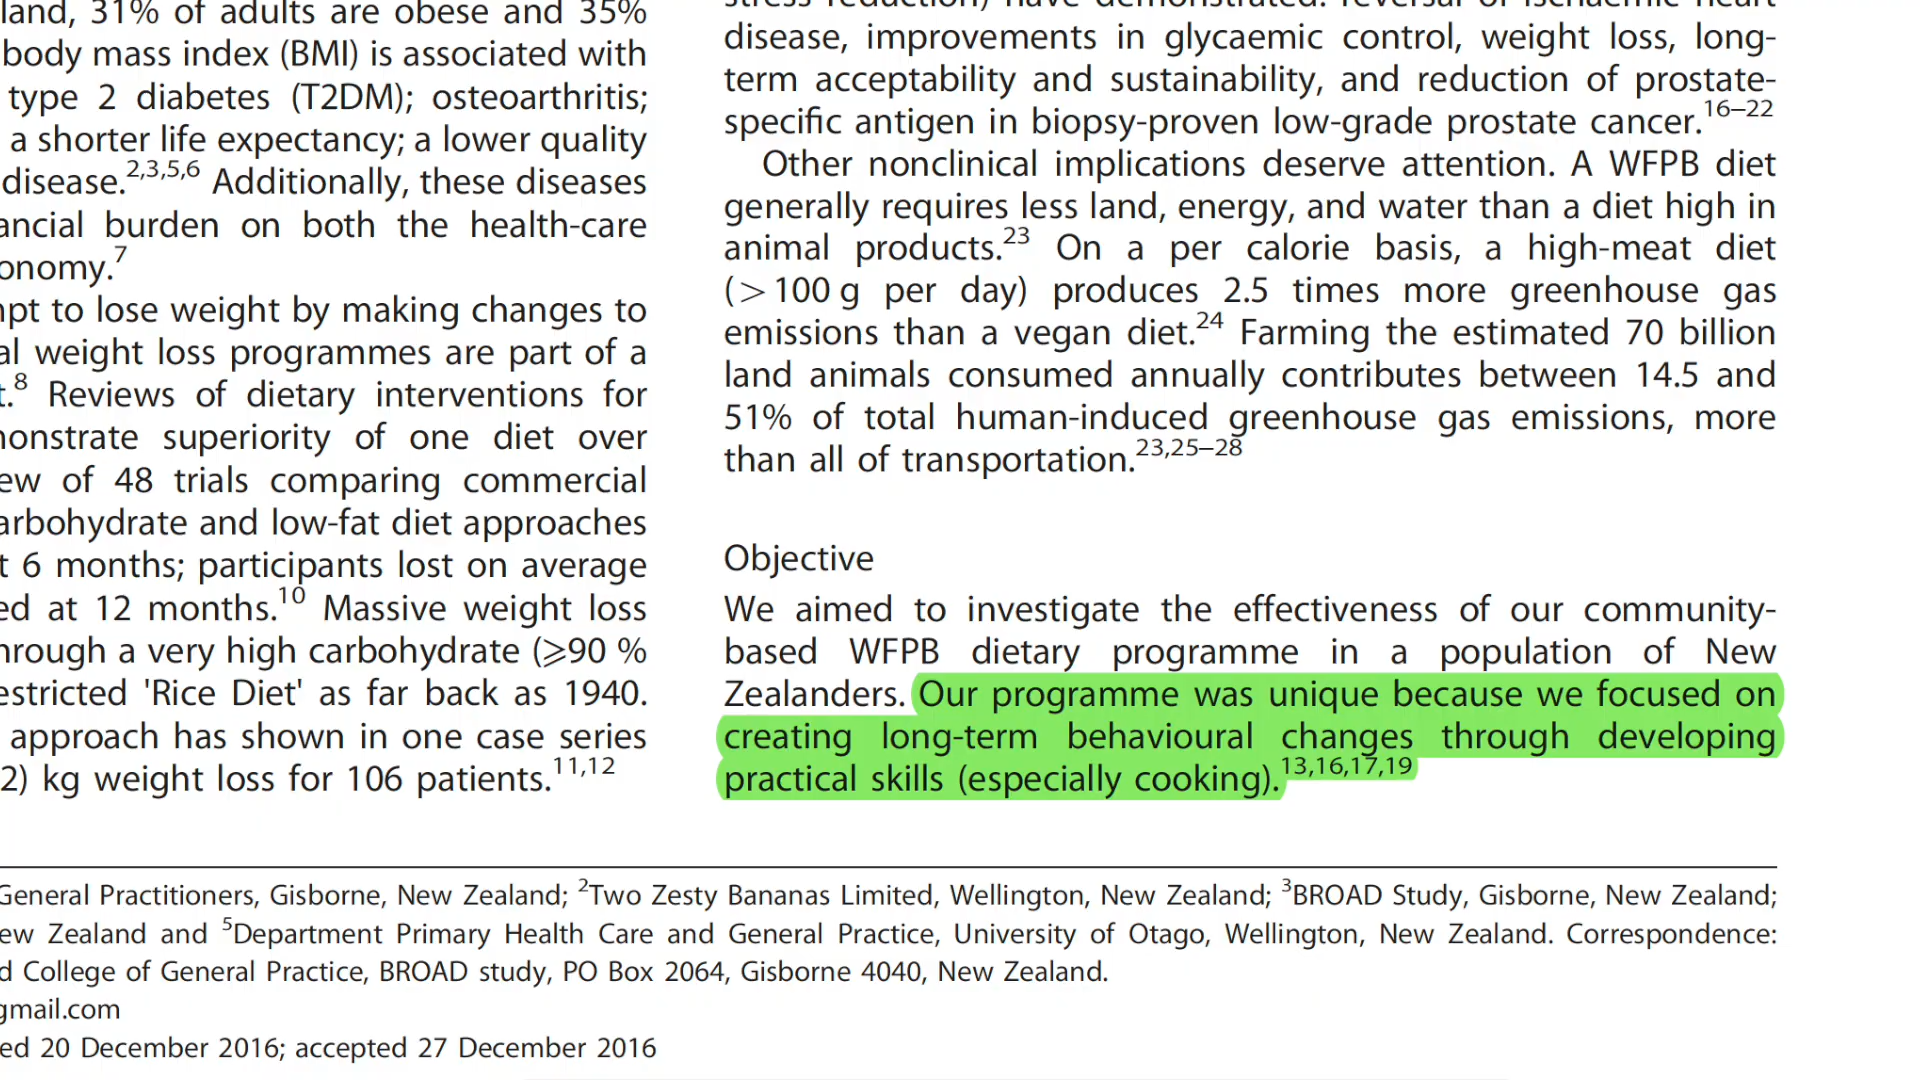 land, 31% of adults are obese and 35%
body mass index (BMI) is associated with
type 2 diabetes (T2DM); osteoarthritis;
a shorter life expectancy; a lower quality
disease.2,3,5,6 Additionally, these diseases
ancial burden on both the health-care
onomy.7
npt to lose weight by making changes to
al weight loss programmes are part of a
t.8 Reviews of dietary interventions for
nonstrate superiority of one diet over
ew of 48 trials comparing commercial
arbohydrate and low-fat diet approaches
t 6 months; participants lost on average
ed at 12 months.10 Massive weight loss
hrough a very high carbohydrate (⩾90 %
estricted 'Rice Diet' as far back as 1940.
approach has shown in one case series
2) kg weight loss for 106 patients.11,12
stress reduction) have demonstrated: reversal of ischaemic heart
disease, improvements in glycaemic control, weight loss, long-
term acceptability and sustainability, and reduction of prostate-
specific antigen in biopsy-proven low-grade prostate cancer.16–22
Other nonclinical implications deserve attention. A WFPB diet
generally requires less land, energy, and water than a diet high in
animal products.23 On a per calorie basis, a high-meat diet
(>100 g per day) produces 2.5 times more greenhouse gas
emissions than a vegan diet.24 Farming the estimated 70 billion
land animals consumed annually contributes between 14.5 and
51% of total human-induced greenhouse gas emissions, more
than all of transportation.23,25–28
Objective
We aimed to investigate the effectiveness of our community-
based WFPB dietary programme in a population of New
Zealanders. Our programme was unique because we focused on
creating long-term behavioural changes through developing
practical skills (especially cooking).13,16,17,19
General Practitioners, Gisborne, New Zealand; 2Two Zesty Bananas Limited, Wellington, New Zealand; 3BROAD Study, Gisborne, New Zealand;
ew Zealand and 5Department Primary Health Care and General Practice, University of Otago, Wellington, New Zealand. Correspondence:
d College of General Practice, BROAD study, PO Box 2064, Gisborne 4040, New Zealand.
gmail.com
ed 20 December 2016; accepted 27 December 2016